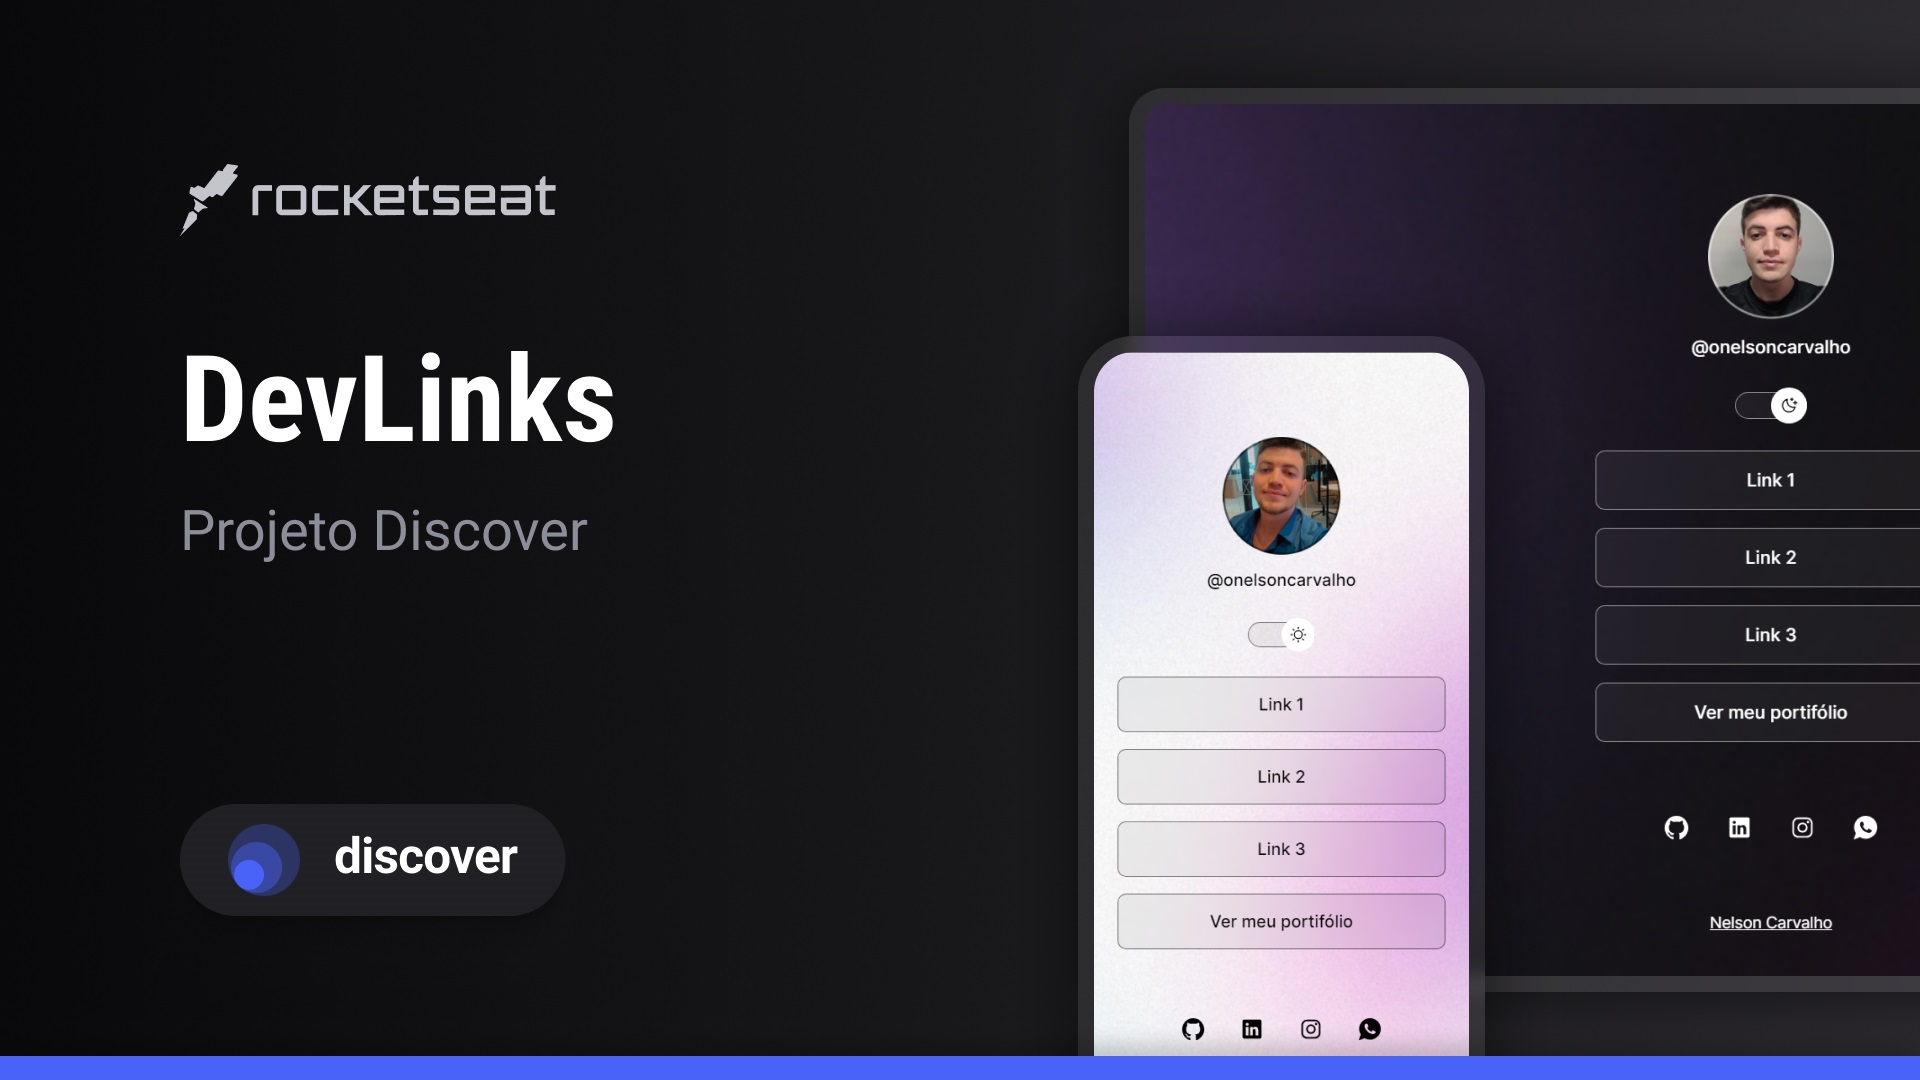 rocketseat
DevLinks
Projeto Discover
discover
@onelsoncarvalho
Link 1
Link 2
Link 3
Ver meu portifólio
@onelsoncarvalho
Link 1
Link 2
Link 3
Ver meu portifólio
Nelson Carvalho